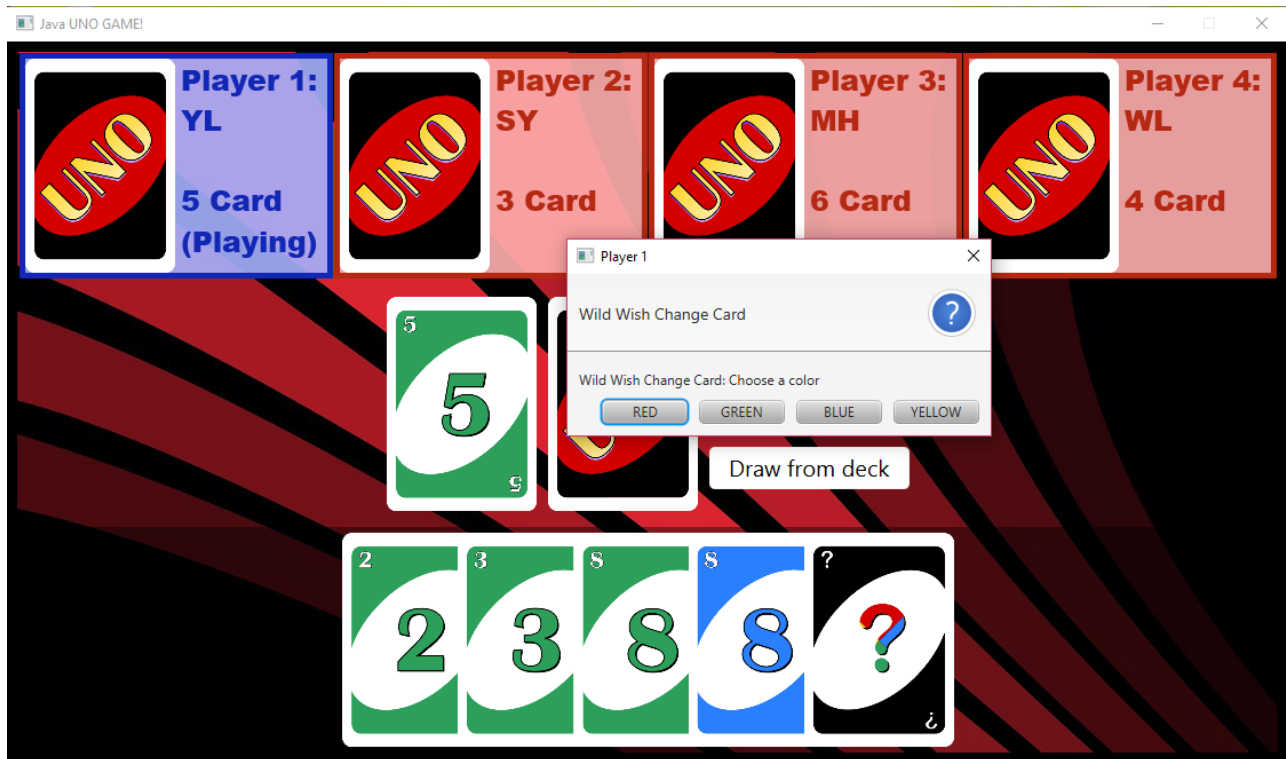 Java UNO GAME!
Player 1:
YL
5 Card
(Playing)
UNO
Player 2:
SY
3 Card
UNO
Player 3:
MH
6 Card
UNO
Player 4:
WL
4 Card
UNO
Player 1
Wild Wish Change Card
?
Wild Wish Change Card: Choose a color
RED GREEN BLUE YELLOW
5
5
5
Draw from deck
2 3 8 8 ?
2 3 8 8 ?
?